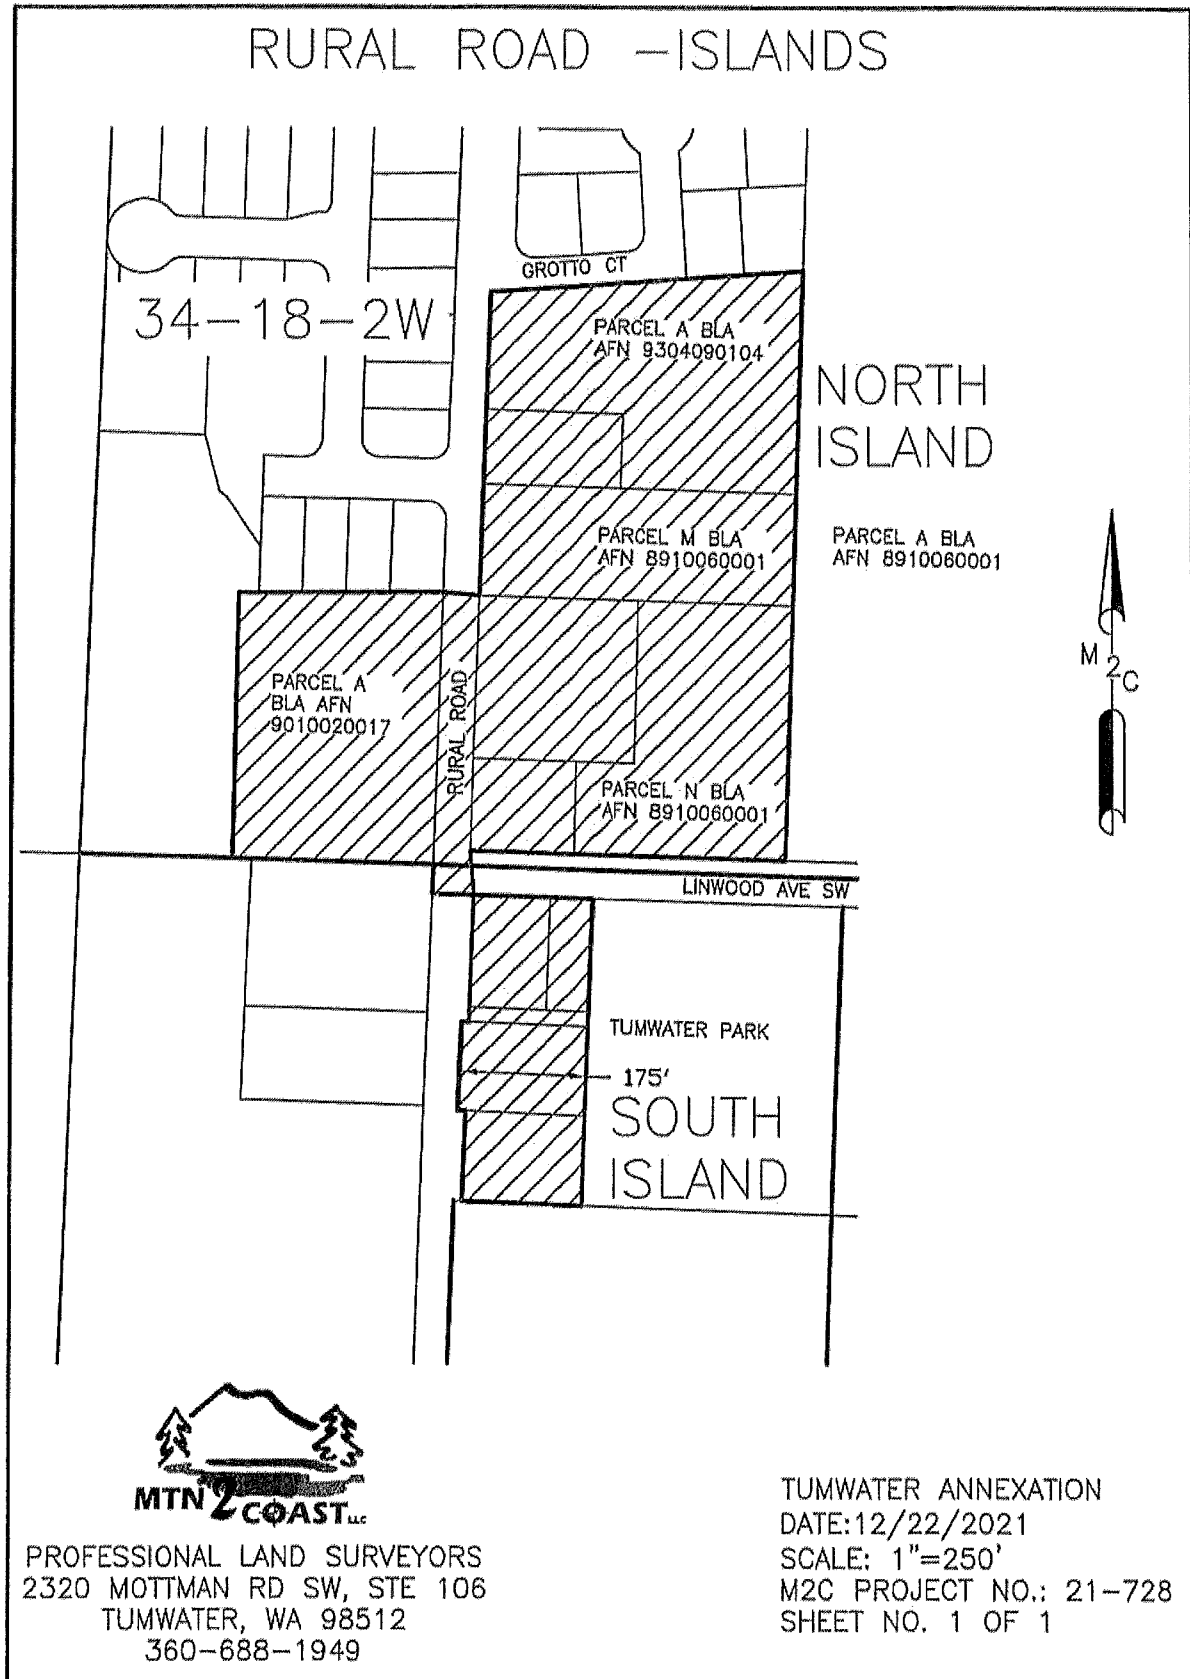 RURAL ROAD -ISLANDS
GROTTO CT
34-18-2W
PARCEL A BLA
AFN 9304090104
NORTH
ISLAND
PARCEL M BLA
AFN 8910060001
PARCEL A BLA
AFN 8910060001
M2C
PARCEL A
BLA AFN
9010020017
RURAL ROAD
PARCEL N BLA
AFN 8910060001
LINWOOD AVE SW
TUMWATER PARK
175'
SOUTH
ISLAND
MTN 2 COAST LLC
PROFESSIONAL LAND SURVEYORS
2320 MOTTMAN RD SW, STE 106
TUMWATER, WA 98512
360-688-1949
TUMWATER ANNEXATION
DATE:12/22/2021
SCALE: 1"=250'
M2C PROJECT NO.: 21-728
SHEET NO. 1 OF 1